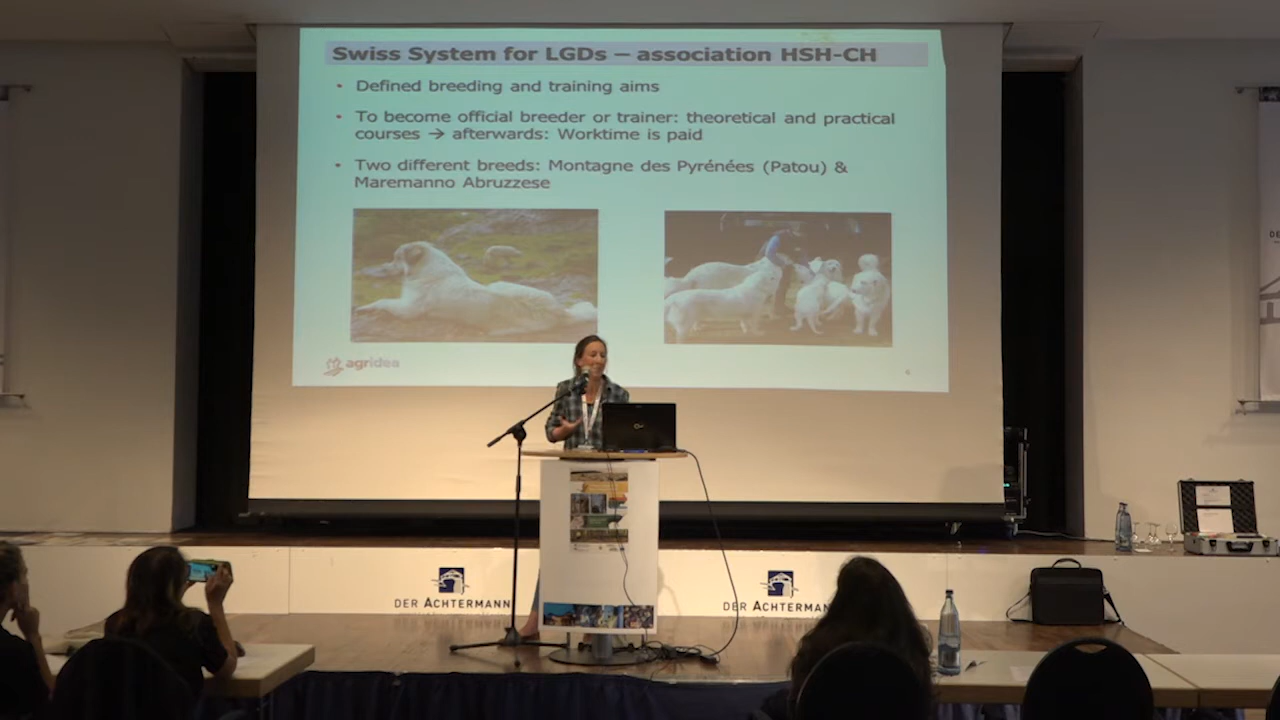 Swiss System for LGDs – association HSH-CH
• Defined breeding and training aims
• To become official breeder or trainer: theoretical and practical
courses → afterwards: Worktime is paid
• Two different breeds: Montagne des Pyrénées (Patou) &
Maremmano Abruzzese
agridea
DER ACHTERMANN
DER ACHTERMANN